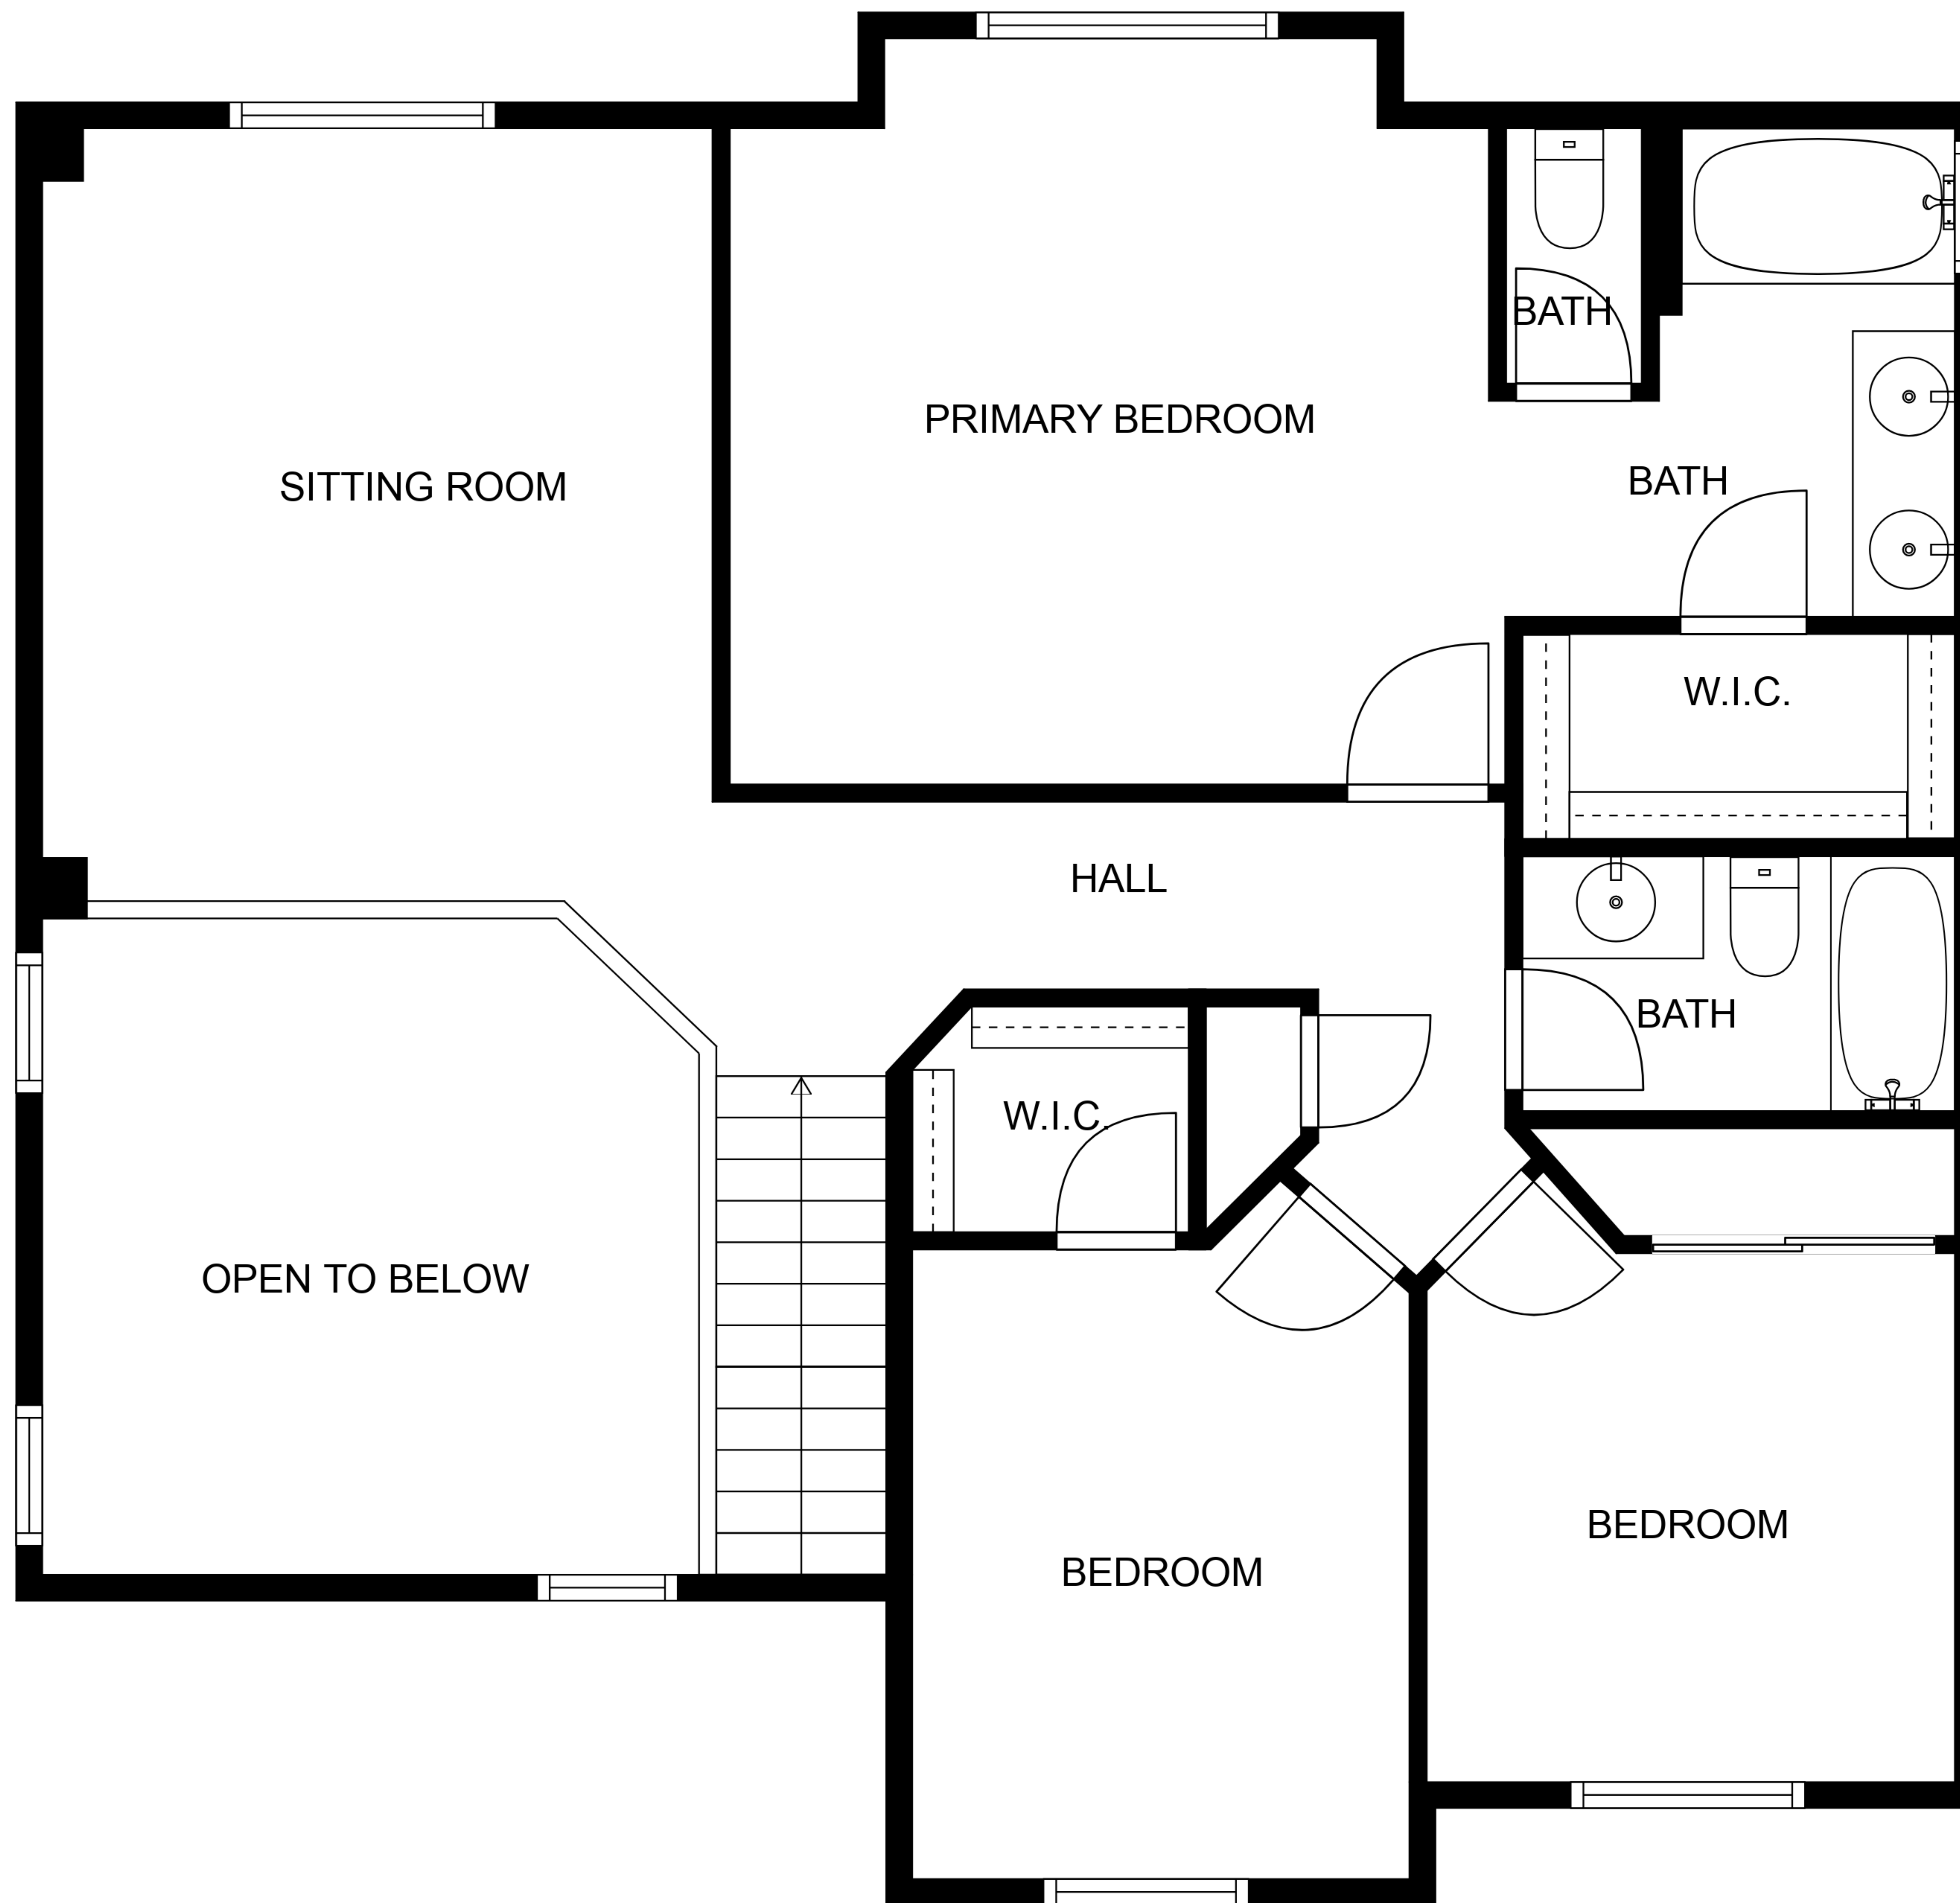 BATH
PRIMARY BEDROOM
BATH
SITTING ROOM
W.I.C.
HALL
BATH
W.I.C.
OPEN TO BELOW
BEDROOM
BEDROOM